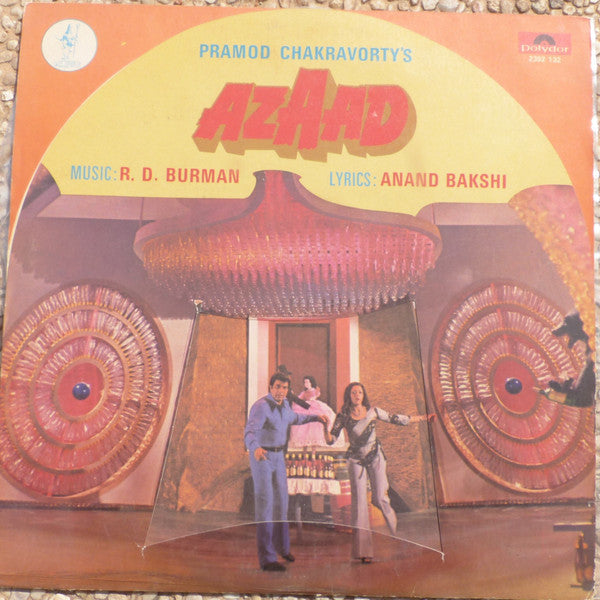 PRAMOD CHAKRAVORTY'S
Polydor
2392 132
AZAAD
MUSIC: R. D. BURMAN
LYRICS: ANAND BAKSHI